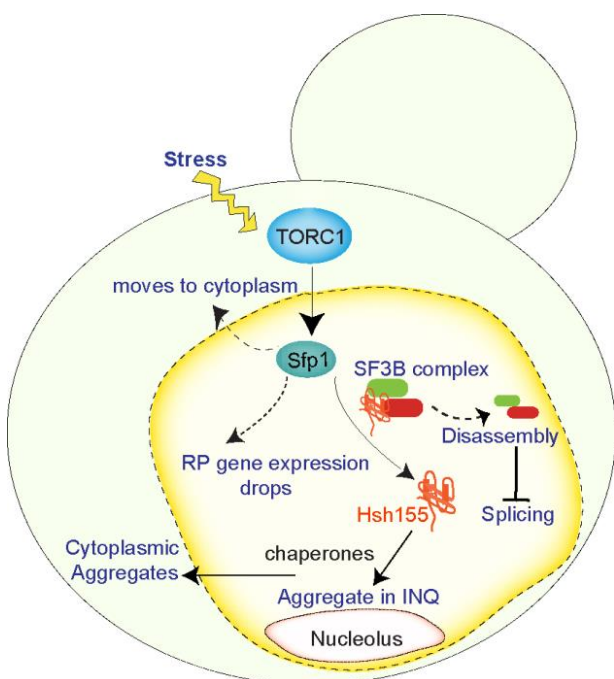 Stress
TORC1
moves to cytoplasm
Sfp1
SF3B complex
Disassembly
RP gene expression
drops
Hsh155
Splicing
Cytoplasmic
Aggregates
chaperones
Aggregate in INQ
Nucleolus